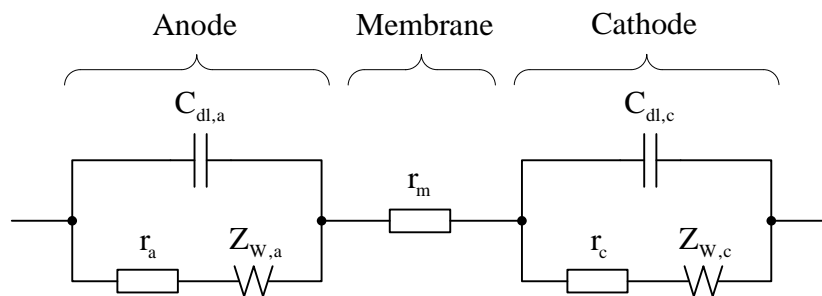 Anode Membrane Cathode
C_dl,a C_dl,c
r_m
r_a Z_W,a r_c Z_W,c